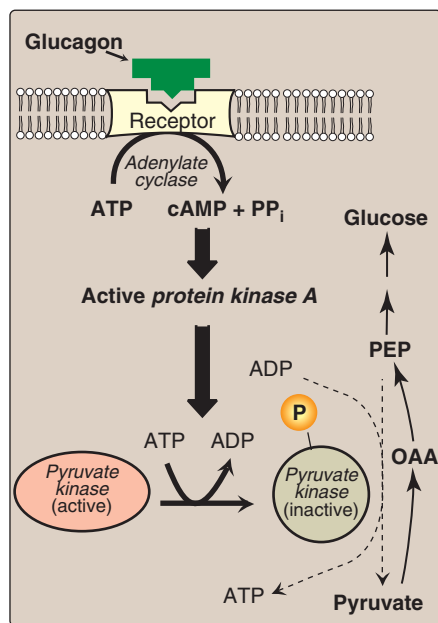 Glucagon
Receptor
Adenylate
cyclase
ATP cAMP + PPi
Glucose
Active protein kinase A
PEP
ADP
P
ATP ADP
OAA
Pyruvate
kinase
(active)
Pyruvate
kinase
(inactive)
ATP
Pyruvate